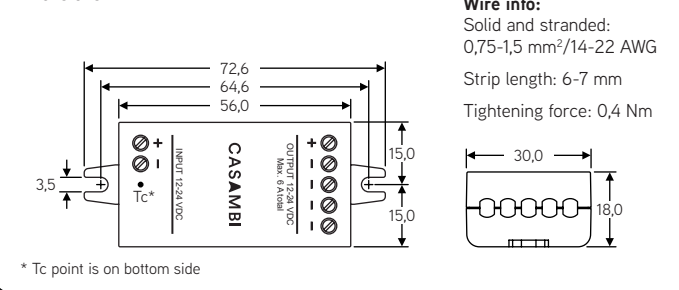 Wire info:
Solid and stranded:
0,75-1,5 mm²/14-22 AWG
Strip length: 6-7 mm
Tightening force: 0,4 Nm
72,6
64,6
56,0
3,5
+
-
Tc*
INPUT 12-24 VDC
CASAMBI
OUTPUT 12-24 VDC
Max. 6 A total
+
-
-
-
-
15,0
15,0
30,0
18,0
* Tc point is on bottom side